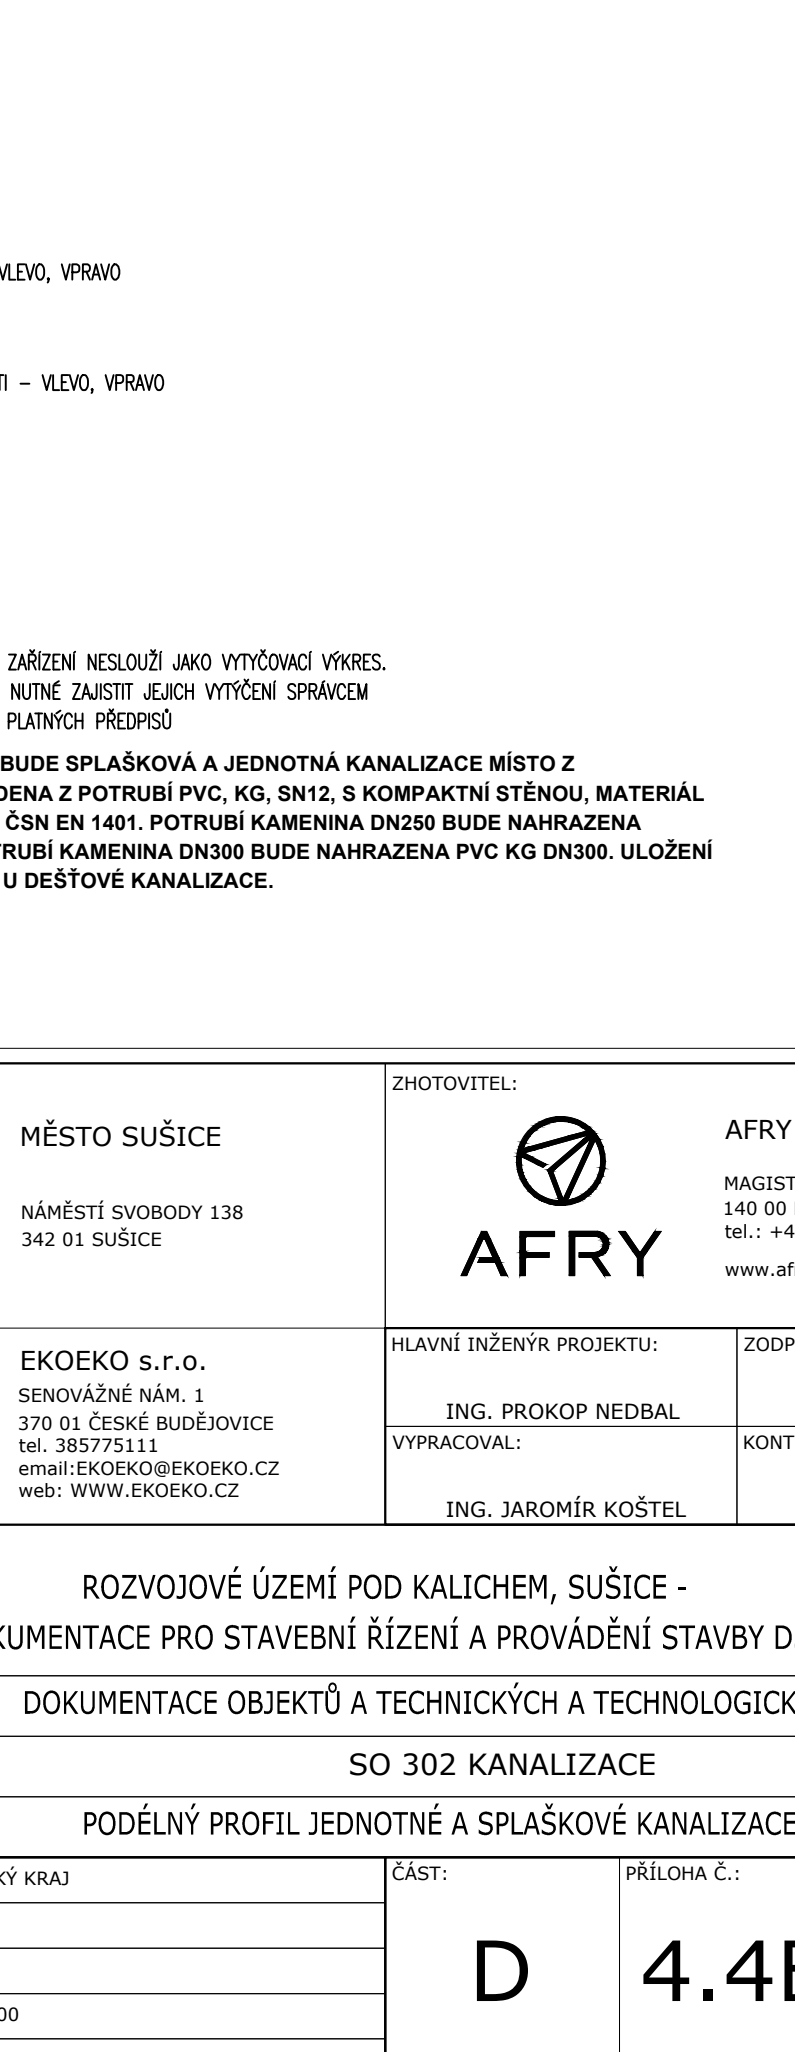 VLEVO, VPRAVO
TI – VLEVO, VPRAVO
ZAŘÍZENÍ NESLOUŽÍ JAKO VYTYČOVACÍ VÝKRES.
NUTNÉ ZAJISTIT JEJICH VYTÝČENÍ SPRÁVCEM
PLATNÝCH PŘEDPISŮ
BUDE SPLAŠKOVÁ A JEDNOTNÁ KANALIZACE MÍSTO Z
DENA Z POTRUBÍ PVC, KG, SN12, S KOMPAKTNÍ STĚNOU, MATERIÁL
ČSN EN 1401. POTRUBÍ KAMENINA DN250 BUDE NAHRAZENA
TRUBÍ KAMENINA DN300 BUDE NAHRAZENA PVC KG DN300. ULOŽENÍ
U DEŠŤOVÉ KANALIZACE.
MĚSTO SUŠICE
NÁMĚSTÍ SVOBODY 138
342 01 SUŠICE
ZHOTOVITEL:
AFRY
AFRY
MAGIST
140 00
tel.: +4
www.af
EKOEKO s.r.o.
SENOVÁŽNÉ NÁM. 1
370 01 ČESKÉ BUDĚJOVICE
tel. 385775111
email:EKOEKO@EKOEKO.CZ
web: WWW.EKOEKO.CZ
HLAVNÍ INŽENÝR PROJEKTU:
ING. PROKOP NEDBAL
ZODP
VYPRACOVAL:
ING. JAROMÍR KOŠTEL
KONT
ROZVOJOVÉ ÚZEMÍ POD KALICHEM, SUŠICE -
KUMENTACE PRO STAVEBNÍ ŘÍZENÍ A PROVÁDĚNÍ STAVBY D
DOKUMENTACE OBJEKTŮ A TECHNICKÝCH A TECHNOLOGICK
SO 302 KANALIZACE
PODÉLNÝ PROFIL JEDNOTNÉ A SPLAŠKOVÉ KANALIZACE
KÝ KRAJ
00
ČÁST:
D
PŘÍLOHA Č.:
4.4